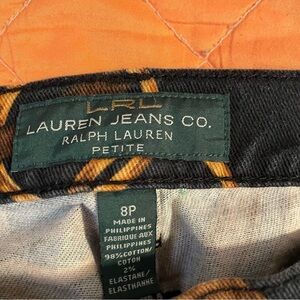 LRL
LAUREN JEANS CO.
RALPH LAUREN
PETITE
8P
MADE IN
PHILIPPINES
FABRIQUE AUX
PHILIPPINES
98% COTTON/
COTON
2%
ELASTANE/
ELASTHANNE